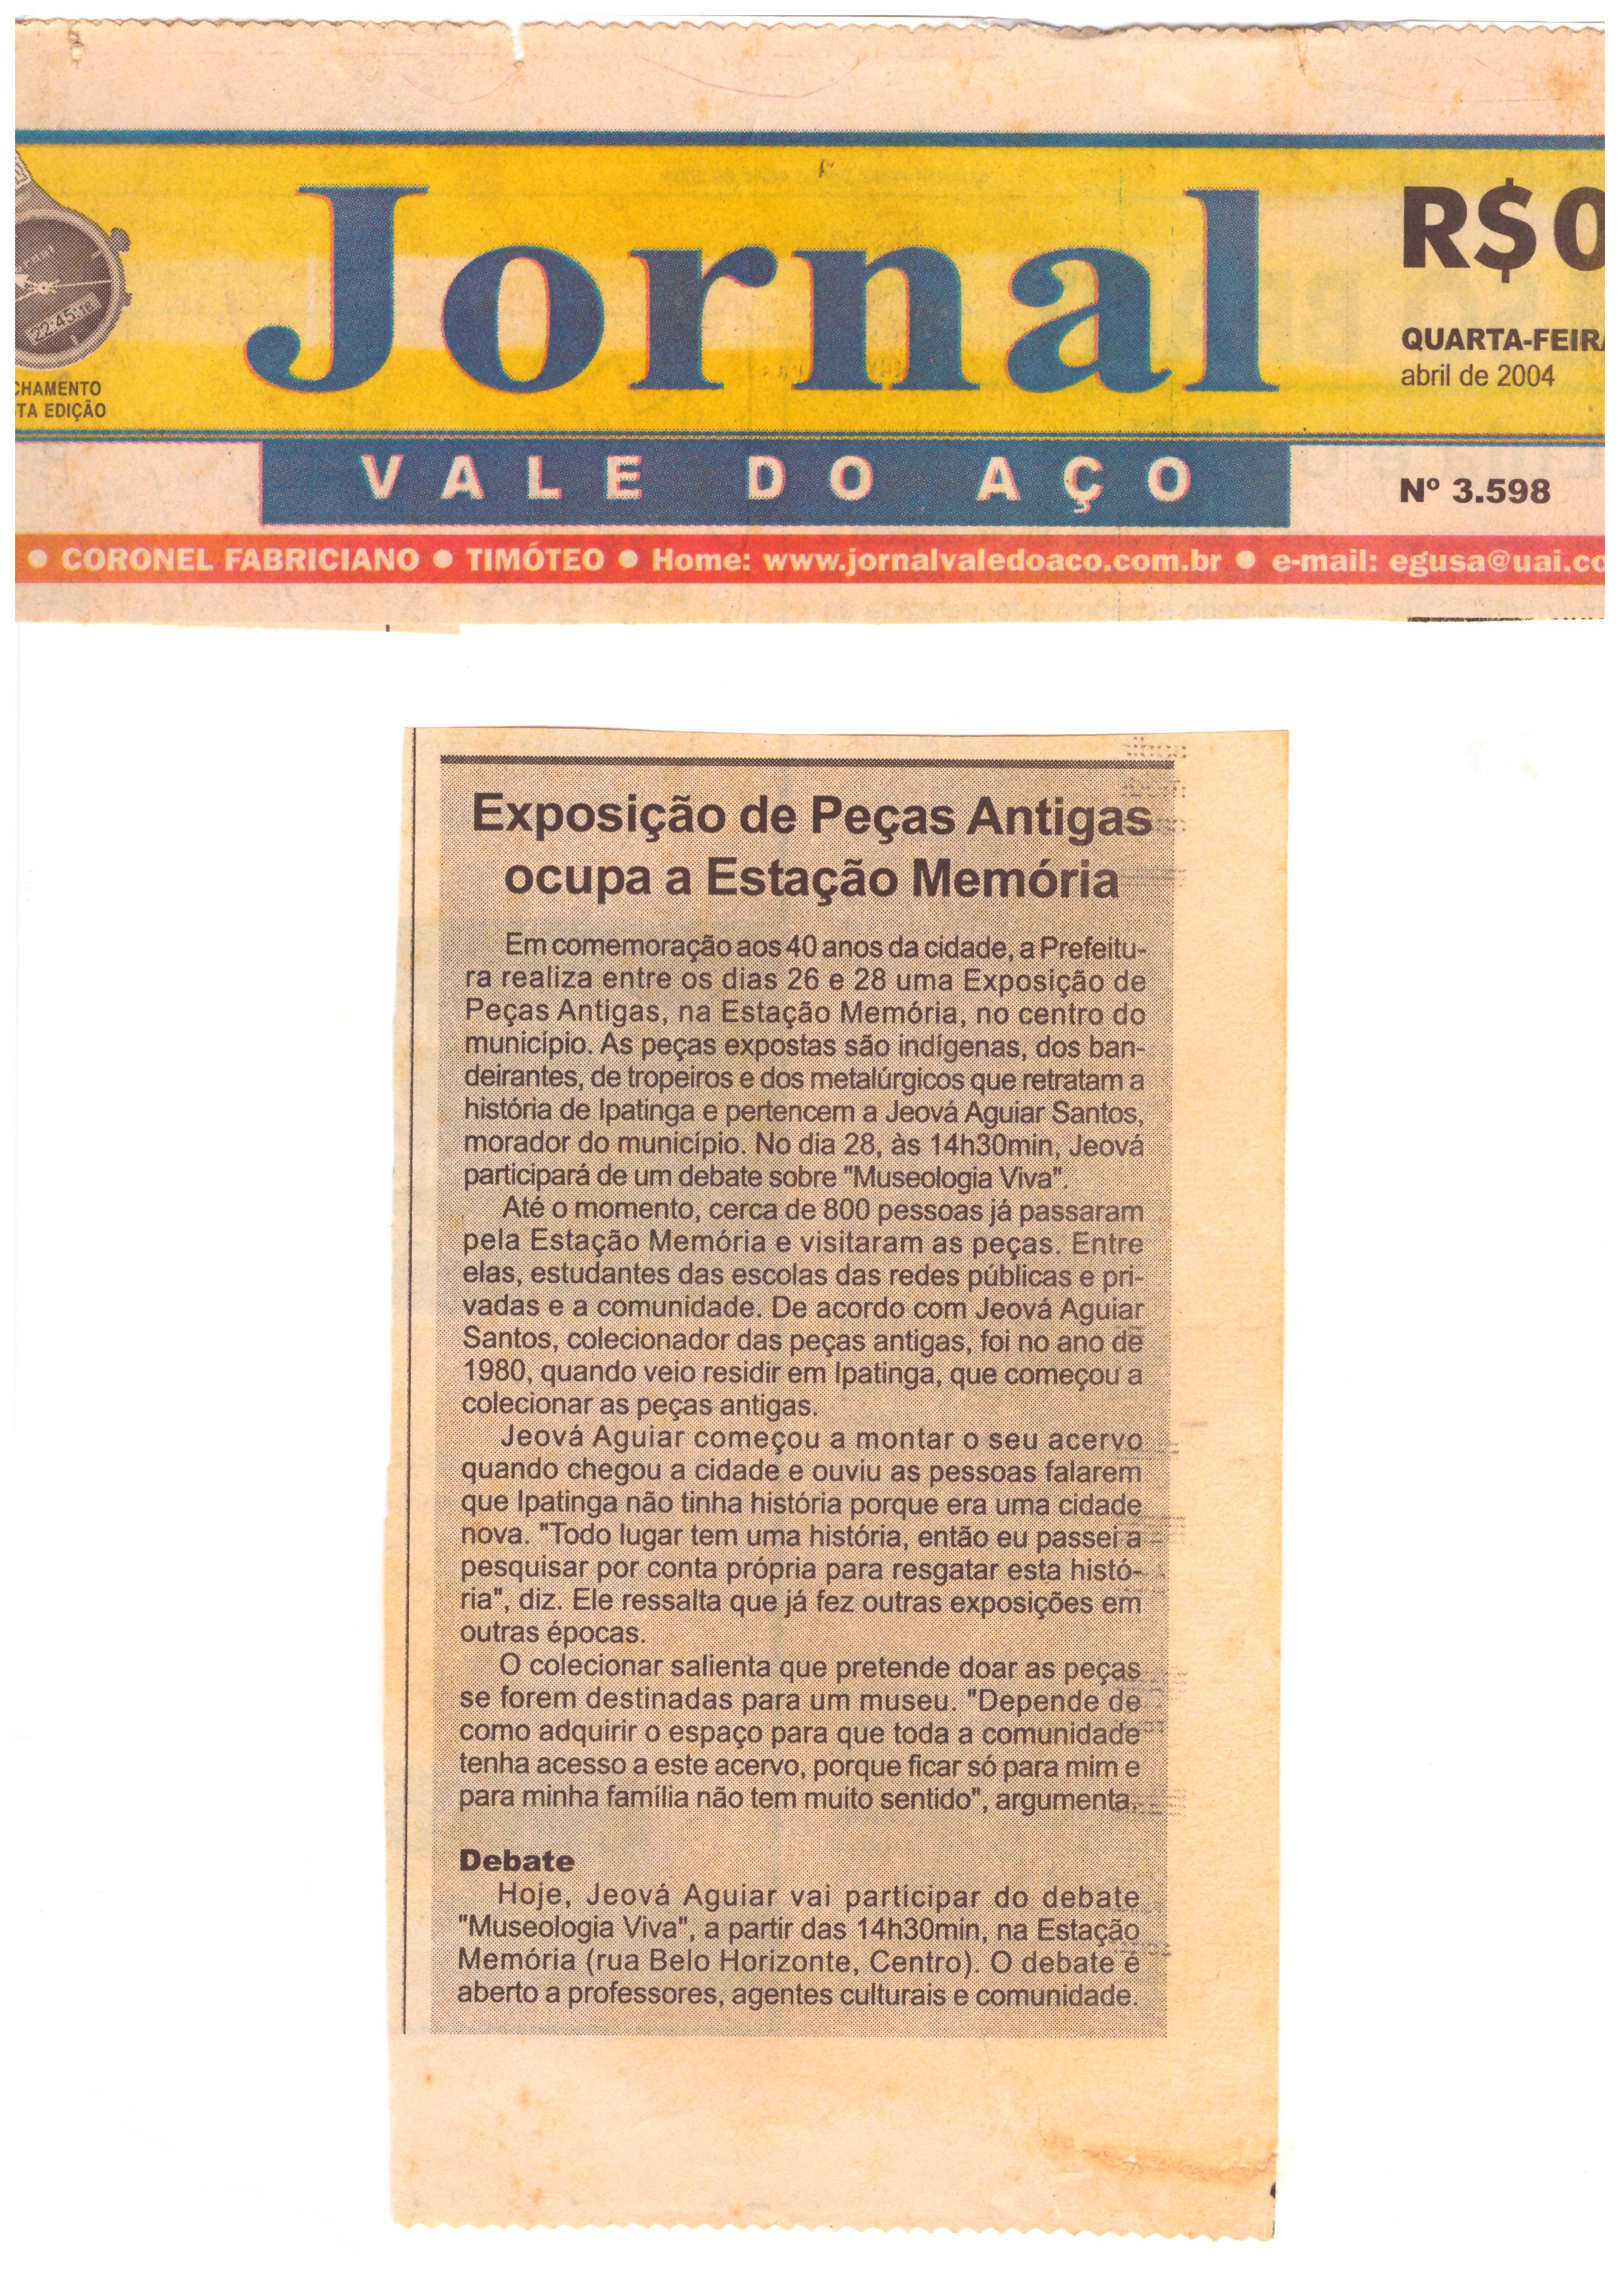 Jornal
R$ 0
QUARTA-FEIRA
abril de 2004
22:45:18
CHAMENTO
TA EDIÇÃO
VALE DO AÇO
Nº 3.598
• CORONEL FABRICIANO • TIMÓTEO • Home: www.jornalvaledoaco.com.br • e-mail: egusa@uai.co
Exposição de Peças Antigas
ocupa a Estação Memória
Em comemoração aos 40 anos da cidade, a Prefeitu-
ra realiza entre os dias 26 e 28 uma Exposição de
Peças Antigas, na Estação Memória, no centro do
município. As peças expostas são indígenas, dos ban-
deirantes, de tropeiros e dos metalúrgicos que retratam a
história de Ipatinga e pertencem a Jeová Aguiar Santos,
morador do município. No dia 28, às 14h30min, Jeová
participará de um debate sobre "Museologia Viva".
Até o momento, cerca de 800 pessoas já passaram
pela Estação Memória e visitaram as peças. Entre
elas, estudantes das escolas das redes públicas e pri-
vadas e a comunidade. De acordo com Jeová Aguiar
Santos, colecionador das peças antigas, foi no ano de
1980, quando veio residir em Ipatinga, que começou a
colecionar as peças antigas.
Jeová Aguiar começou a montar o seu acervo
quando chegou a cidade e ouviu as pessoas falarem
que Ipatinga não tinha história porque era uma cidade
nova. "Todo lugar tem uma história, então eu passei a
pesquisar por conta própria para resgatar esta histó-
ria", diz. Ele ressalta que já fez outras exposições em
outras épocas.
O colecionar salienta que pretende doar as peças
se forem destinadas para um museu. "Depende de
como adquirir o espaço para que toda a comunidade
tenha acesso a este acervo, porque ficar só para mim e
para minha família não tem muito sentido", argumenta.
Debate
Hoje, Jeová Aguiar vai participar do debate
"Museologia Viva", a partir das 14h30min, na Estação
Memória (rua Belo Horizonte, Centro). O debate é
aberto a professores, agentes culturais e comunidade.